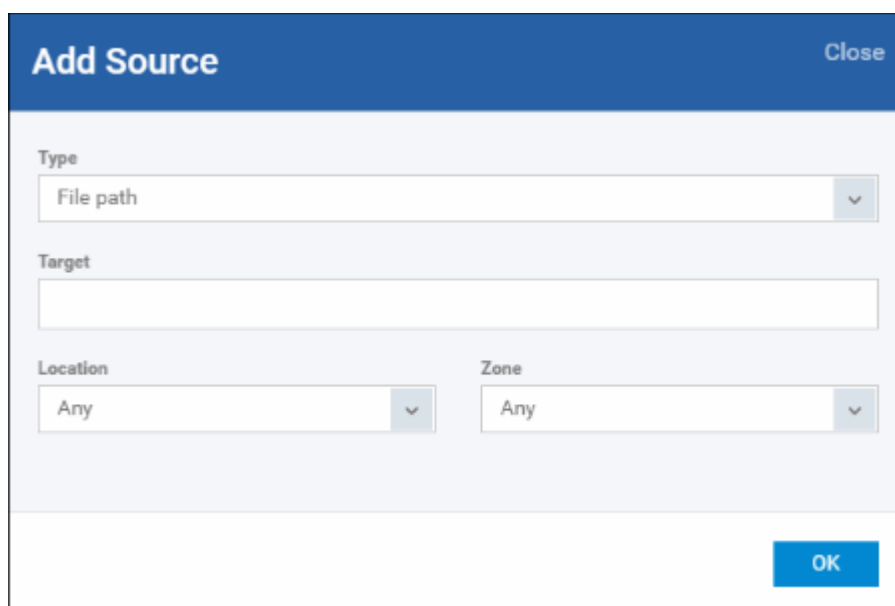 Add Source
Close
Type
File path
Target
Location
Zone
Any
Any
OK